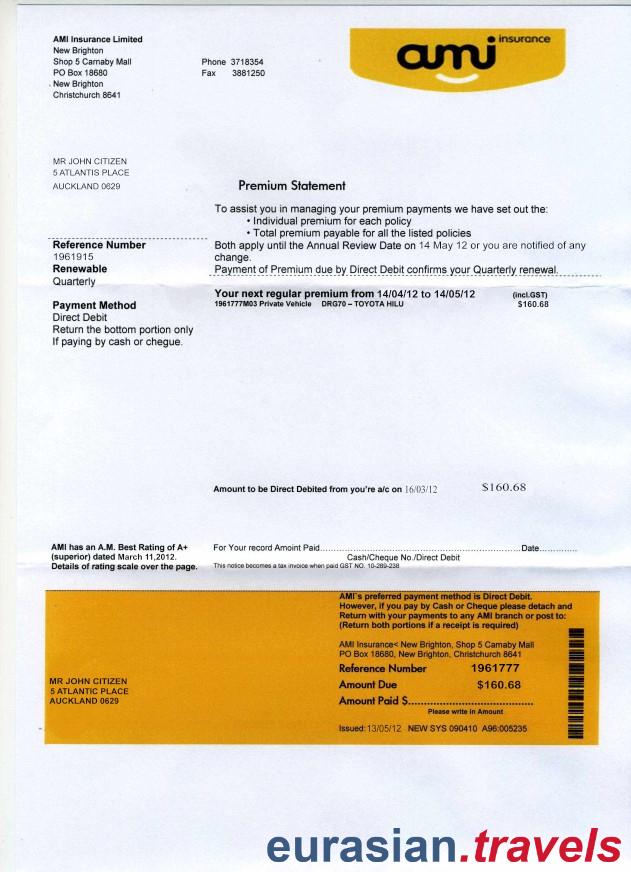 AMI Insurance Limited
New Brighton
Shop 5 Carnaby Mall
PO Box 18680
New Brighton
Christchurch 8641
Phone 3718354
Fax 3881250
ami insurance
MR JOHN CITIZEN
5 ATLANTIS PLACE
AUCKLAND 0629
Premium Statement
To assist you in managing your premium payments we have set out the:
• Individual premium for each policy
• Total premium payable for all the listed policies
Both apply until the Annual Review Date on 14 May 12 or you are notified of any
change.
Payment of Premium due by Direct Debit confirms your Quarterly renewal.
Reference Number
1961915
Renewable
Quarterly
Payment Method
Direct Debit
Return the bottom portion only
If paying by cash or chegue.
Your next regular premium from 14/04/12 to 14/05/12 (incl.GST)
1961777M03 Private Vehicle DRG70 – TOYOTA HILU $160.68
Amount to be Direct Debited from you're a/c on 16/03/12 $160.68
AMI has an A.M. Best Rating of A+
(superior) dated March 11,2012.
Details of rating scale over the page.
For Your record Amoint Paid......Date......
Cash/Cheque No./Direct Debit
This notice becomes a tax invoice when paid GST NO. 10-289-238
AMI's preferred payment method is Direct Debit.
However, if you pay by Cash or Cheque please detach and
Return with your payments to any AMI branch or post to:
(Return both portions if a receipt is required)
AMI Insurance< New Brighton, Shop 5 Carnaby Mall
PO Box 18680, New Brighton, Christchurch 8641
Reference Number 1961777
Amount Due $160.68
Amount Paid $......
Please write in Amount
Issued: 13/05/12 NEW SYS 090410 A96:005235
MR JOHN CITIZEN
5 ATLANTIC PLACE
AUCKLAND 0629
eurasian.travels